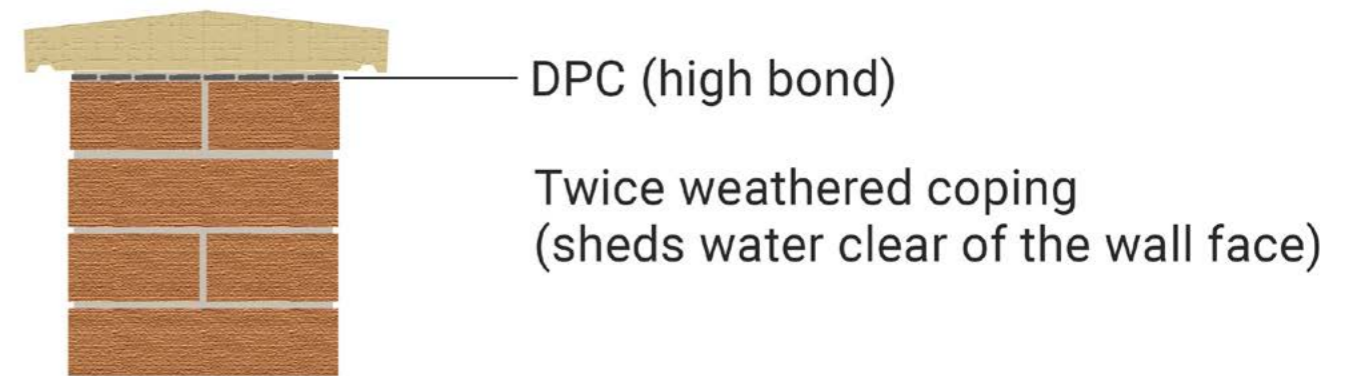 DPC (high bond)
Twice weathered coping
(sheds water clear of the wall face)